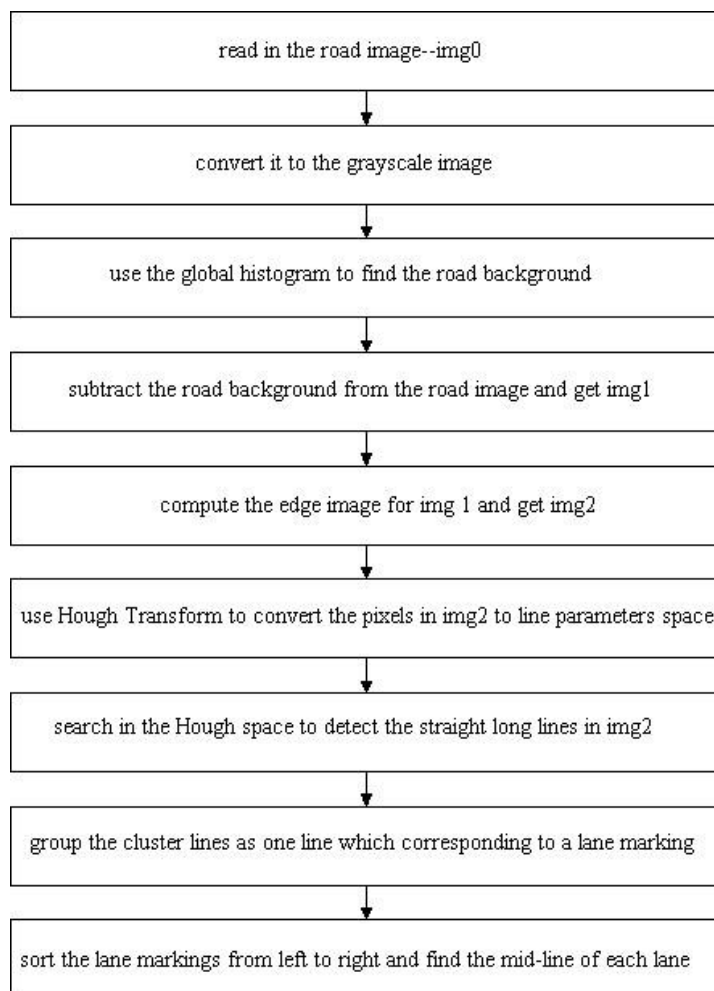 read in the road image--img0
convert it to the grayscale image
use the global histogram to find the road background
subtract the road background from the road image and get img1
compute the edge image for img 1 and get img2
use Hough Transform to convert the pixels in img2 to line parameters space
search in the Hough space to detect the straight long lines in img2
group the cluster lines as one line which corresponding to a lane marking
sort the lane markings from left to right and find the mid-line of each lane